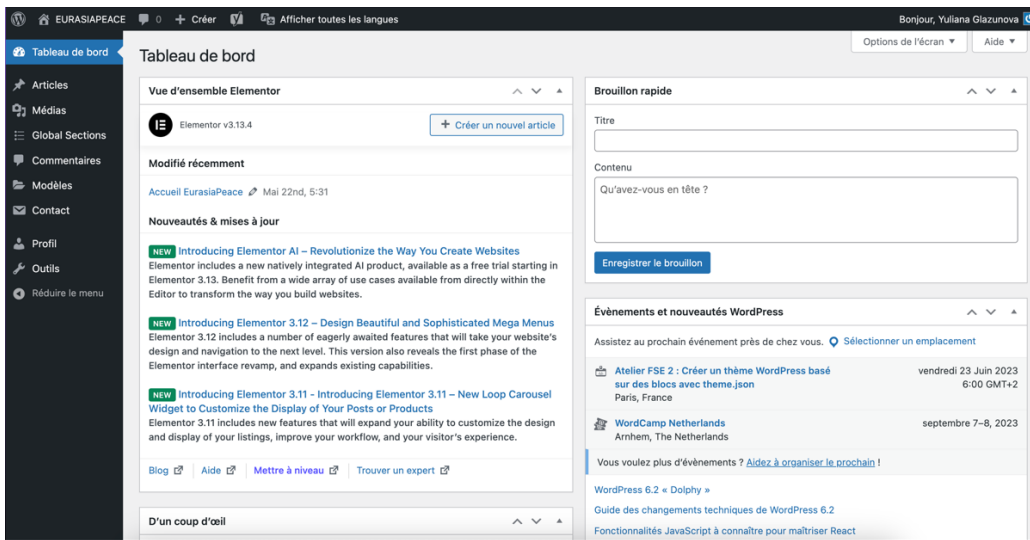 EURASIAPEACE 0 + Créer Afficher toutes les langues Bonjour, Yuliana Glazunova
Tableau de bord
Articles
Médias
Global Sections
Commentaires
Modèles
Contact
Profil
Outils
Réduire le menu
Options de l'écran ▼ Aide ▼
Tableau de bord
Vue d'ensemble Elementor
Elementor v3.13.4
+ Créer un nouvel article
Modifié récemment
Accueil EurasiaPeace Mai 22nd, 5:31
Nouveautés & mises à jour
NEW Introducing Elementor AI – Revolutionize the Way You Create Websites
Elementor includes a new natively integrated AI product, available as a free trial starting in
Elementor 3.13. Benefit from a wide array of use cases available from directly within the
Editor to transform the way you build websites.
NEW Introducing Elementor 3.12 – Design Beautiful and Sophisticated Mega Menus
Elementor 3.12 includes a number of eagerly awaited features that will take your website's
design and navigation to the next level. This version also reveals the first phase of the
Elementor interface revamp, and expands existing capabilities.
NEW Introducing Elementor 3.11 - Introducing Elementor 3.11 – New Loop Carousel
Widget to Customize the Display of Your Posts or Products
Elementor 3.11 includes new features that will expand your ability to customize the design
and display of your listings, improve your workflow, and your visitor's experience.
Blog Aide Mettre à niveau Trouver un expert
D'un coup d'œil
Brouillon rapide
Titre
Contenu
Qu'avez-vous en tête ?
Enregistrer le brouillon
Évènements et nouveautés WordPress
Assistez au prochain événement près de chez vous. Sélectionner un emplacement
Atelier FSE 2 : Créer un thème WordPress basé vendredi 23 Juin 2023
sur des blocs avec theme.json 6:00 GMT+2
Paris, France
WordCamp Netherlands septembre 7–8, 2023
Arnhem, The Netherlands
Vous voulez plus d'évènements ? Aidez à organiser le prochain !
WordPress 6.2 « Dolphy »
Guide des changements techniques de WordPress 6.2
Fonctionnalités JavaScript à connaître pour maîtriser React